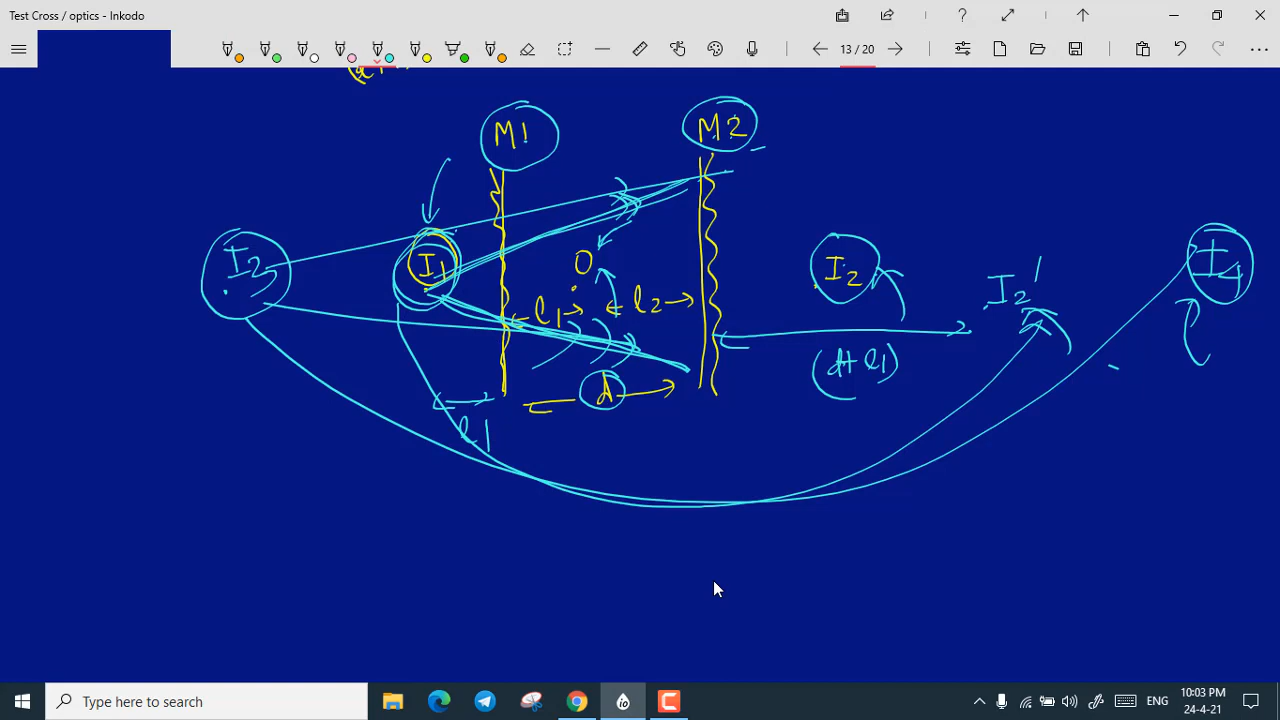 Test Cross / optics - Inkodo
13 / 20
M1
M2
I3
I1
O
I2
I2'
I4
l1
l2
(d+l1)
d
l1
Type here to search
ENG
10:03 PM
24-4-21